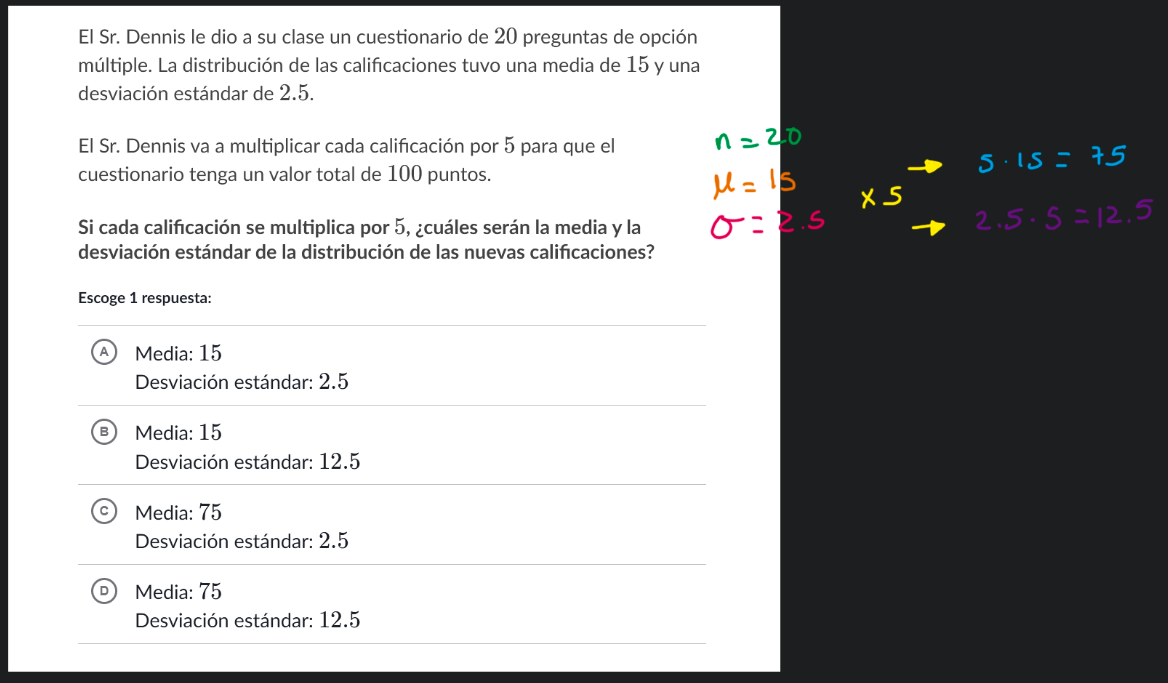 El Sr. Dennis le dio a su clase un cuestionario de 20 preguntas de opción
múltiple. La distribución de las calificaciones tuvo una media de 15 y una
desviación estándar de 2.5.
El Sr. Dennis va a multiplicar cada calificación por 5 para que el
cuestionario tenga un valor total de 100 puntos.
Si cada calificación se multiplica por 5, ¿cuáles serán la media y la
desviación estándar de la distribución de las nuevas calificaciones?
Escoge 1 respuesta:
A Media: 15
Desviación estándar: 2.5
B Media: 15
Desviación estándar: 12.5
C Media: 75
Desviación estándar: 2.5
D Media: 75
Desviación estándar: 12.5
n = 20
μ = 15
σ = 2.5
x 5
→ 5 · 15 = 75
→ 2.5 · 5 = 12.5